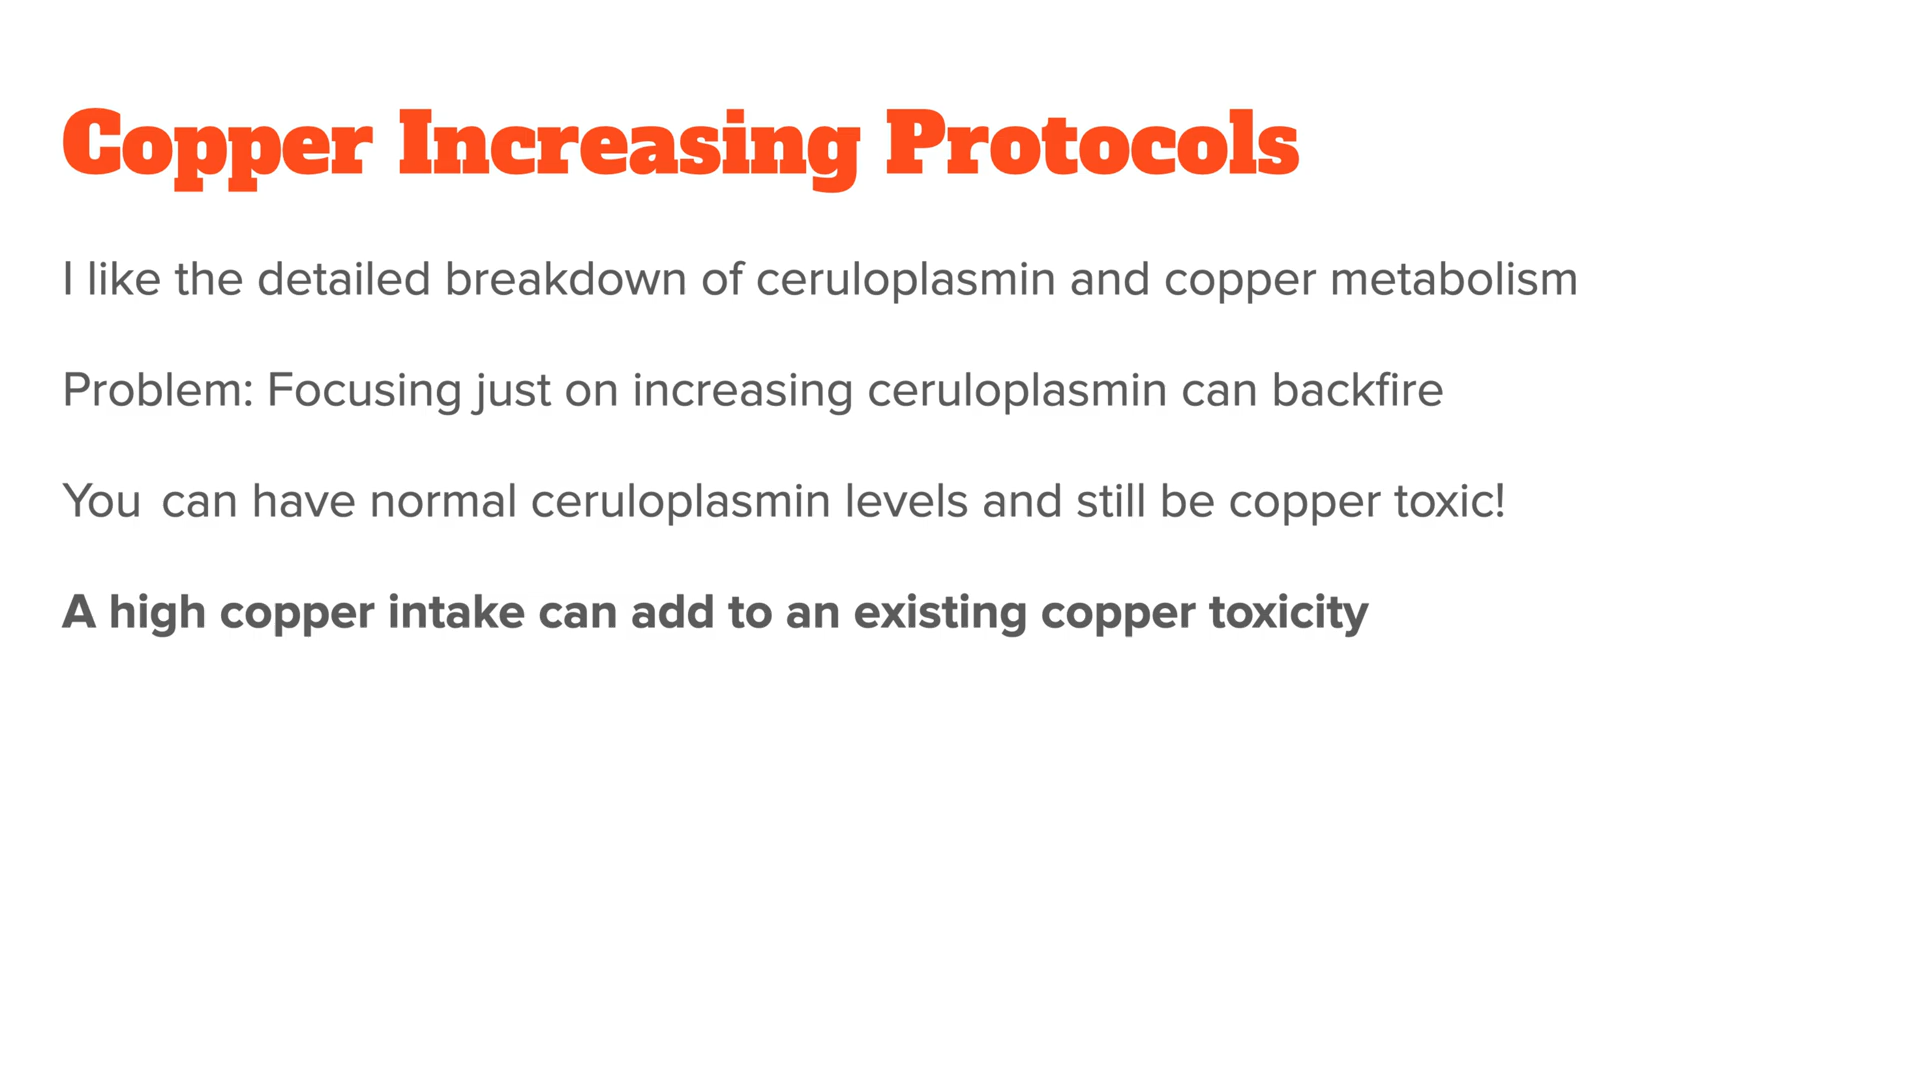 Copper Increasing Protocols
I like the detailed breakdown of ceruloplasmin and copper metabolism
Problem: Focusing just on increasing ceruloplasmin can backfire
You can have normal ceruloplasmin levels and still be copper toxic!
A high copper intake can add to an existing copper toxicity